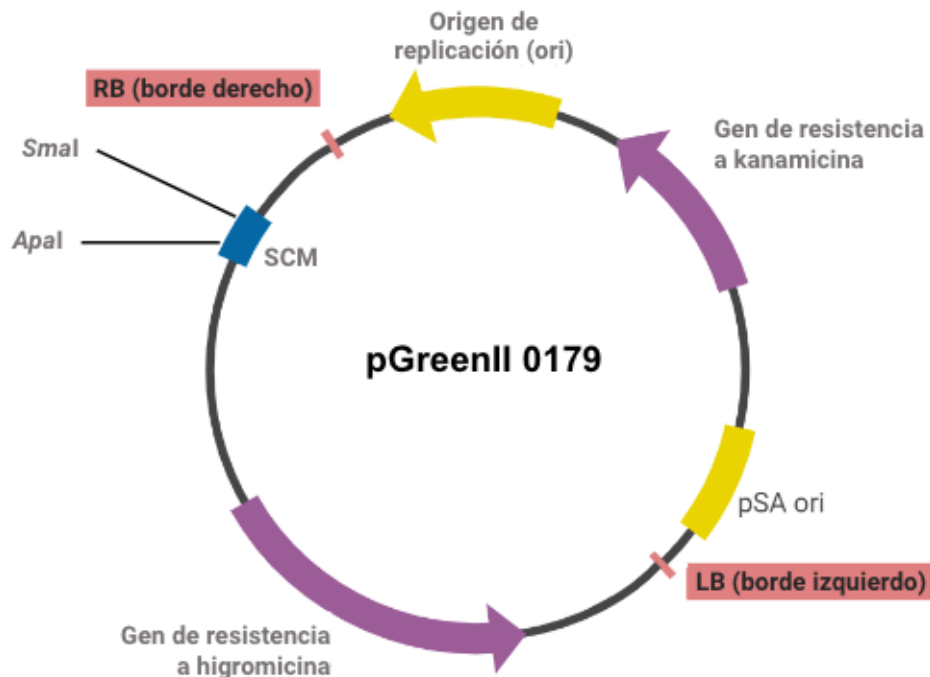 Origen de
replicación (ori)
RB (borde derecho)
Gen de resistencia
a kanamicina
SmaI
ApaI
SCM
pGreenII 0179
pSA ori
LB (borde izquierdo)
Gen de resistencia
a higromicina